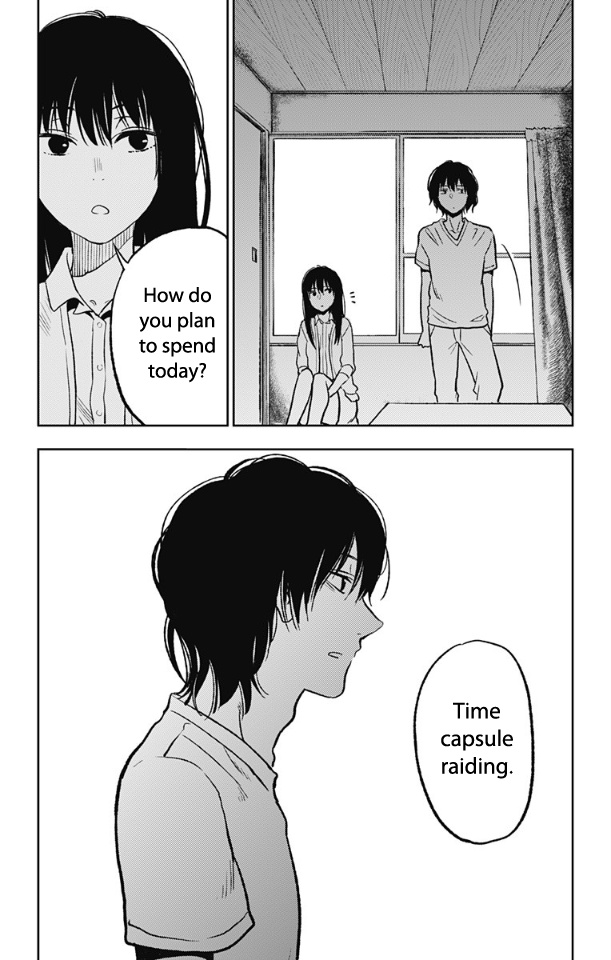 How do
you plan
to spend
today?
Time
capsule
raiding.